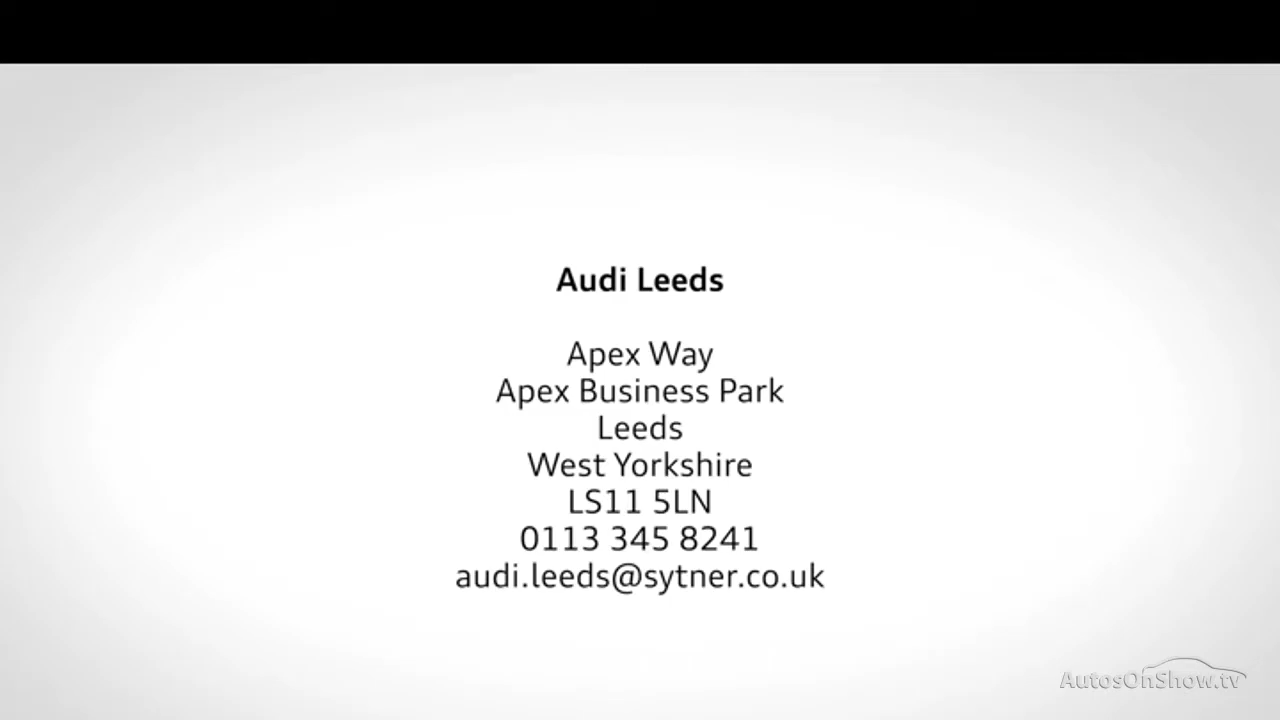 Audi Leeds
Apex Way
Apex Business Park
Leeds
West Yorkshire
LS11 5LN
0113 345 8241
audi.leeds@sytner.co.uk
AutosOnShow.tv